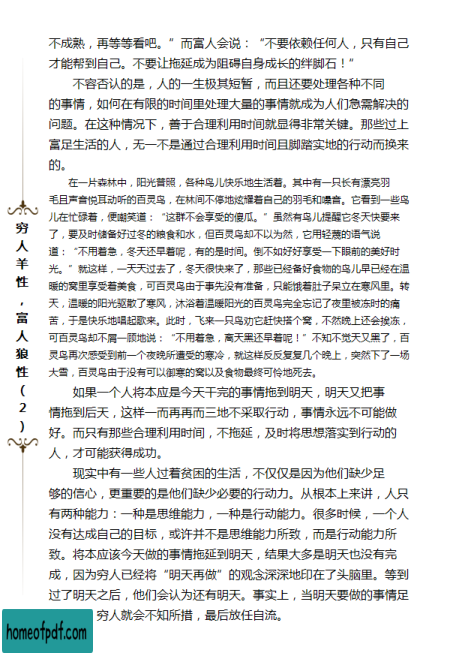 不成熟，再等等看吧。”而富人会说：“不要依赖任何人，只有自己
才能帮到自己。不要让拖延成为阻碍自身成长的绊脚石！”
不容否认的是，人的一生极其短暂，而且还要处理各种不同
的事情，如何在有限的时间里处理大量的事情就成为人们急需解决的
问题。在这种情况下，善于合理利用时间就显得非常关键。那些过上
富足生活的人，无一不是通过合理利用时间且脚踏实地的行动而换来
的。
在一片森林中，阳光普照，各种鸟儿快乐地生活着。其中有一只长有漂亮羽
毛且声音悦耳动听的百灵鸟，在林间不停地炫耀着自己的羽毛和嗓音。它看到一些鸟
儿在忙碌着，便嘲笑道：“这群不会享受的傻瓜。”虽然有鸟儿提醒它冬天快要来
了，要及时储备好过冬的粮食和水，但百灵鸟却不以为然，它用轻蔑的语气说
道：“不用着急，冬天还早着呢，有的是时间。倒不如好好享受一下眼前的美好时
光。”就这样，一天天过去了，冬天很快来了，那些已经备好食物的鸟儿早已经在温
暖的窝里享受着美食，可百灵鸟由于事先没有准备，只能饿着肚子呆立在寒风里。转
天，温暖的阳光驱散了寒风，沐浴着温暖阳光的百灵鸟完全忘记了夜里被冻时的痛
苦，于是快乐地唱起歌来。此时，飞来一只鸟劝它赶快搭个窝，不然晚上还会挨冻，
可百灵鸟却不屑一顾地说：“不用着急，离天黑还早着呢！”不知不觉天又黑了，百
灵鸟再次感受到前一个夜晚所遭受的寒冷，就这样反反复复几个晚上，突然下了一场
大雪，百灵鸟由于没有可以御寒的窝以及食物最终可怜地死去。
如果一个人将本应是今天干完的事情拖到明天，明天又把事
情拖到后天，这样一而再再而三地不采取行动，事情永远不可能做
好。而只有那些合理利用时间，不拖延，及时将思想落实到行动的
人，才可能获得成功。
现实中有一些人过着贫困的生活，不仅仅是因为他们缺少足
够的信心，更重要的是他们缺少必要的行动力。从根本上来讲，人只
有两种能力：一种是思维能力，一种是行动能力。很多时候，一个人
没有达成自己的目标，或许并不是思维能力所致，而是行动能力所
致。将本应该今天做的事情拖延到明天，结果大多是明天也没有完
成，因为穷人已经将“明天再做”的观念深深地印在了头脑里。等到
过了明天之后，他们会认为还有明天。事实上，当明天要做的事情足
穷人就会不知所措，最后放任自流。
穷人羊性，富人狼性（2）
homeofpdf.com